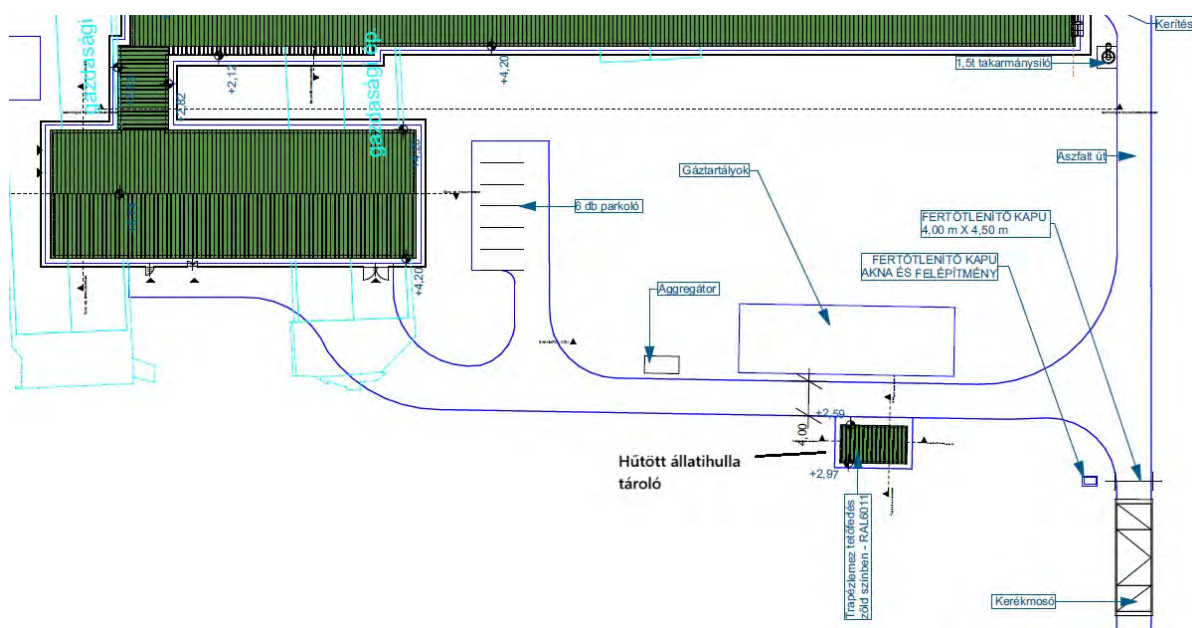 Kerítés
gazdasági
gazdasági ép.
+2,12
+4,20
1,5t takarmánysiló
+2,82
Aszfalt út
Gáztartályok
6 db parkoló
FERTŐTLENÍTŐ KAPU
4,00 m X 4,50 m
FERTŐTLENÍTŐ KAPU
AKNA ÉS FELÉPÍTMÉNY
+4,20
Aggregátor
+2,59
4,00
Hűtött állatihulla
tároló
+2,97
Trapézlemez tetőfedés
zöld színben - RAL6011
Kerékmosó